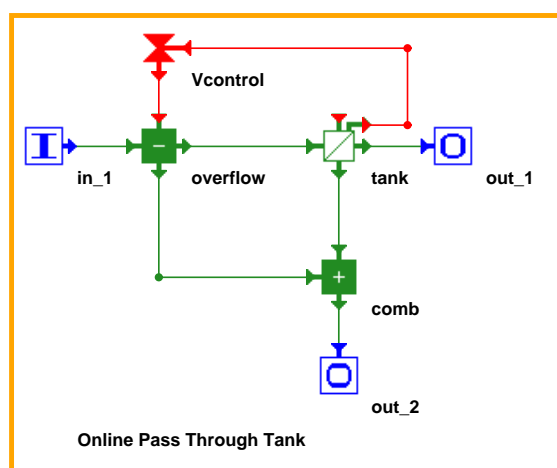 Vcontrol
I
−
O
in_1
overflow
tank
out_1
+
comb
O
out_2
Online Pass Through Tank